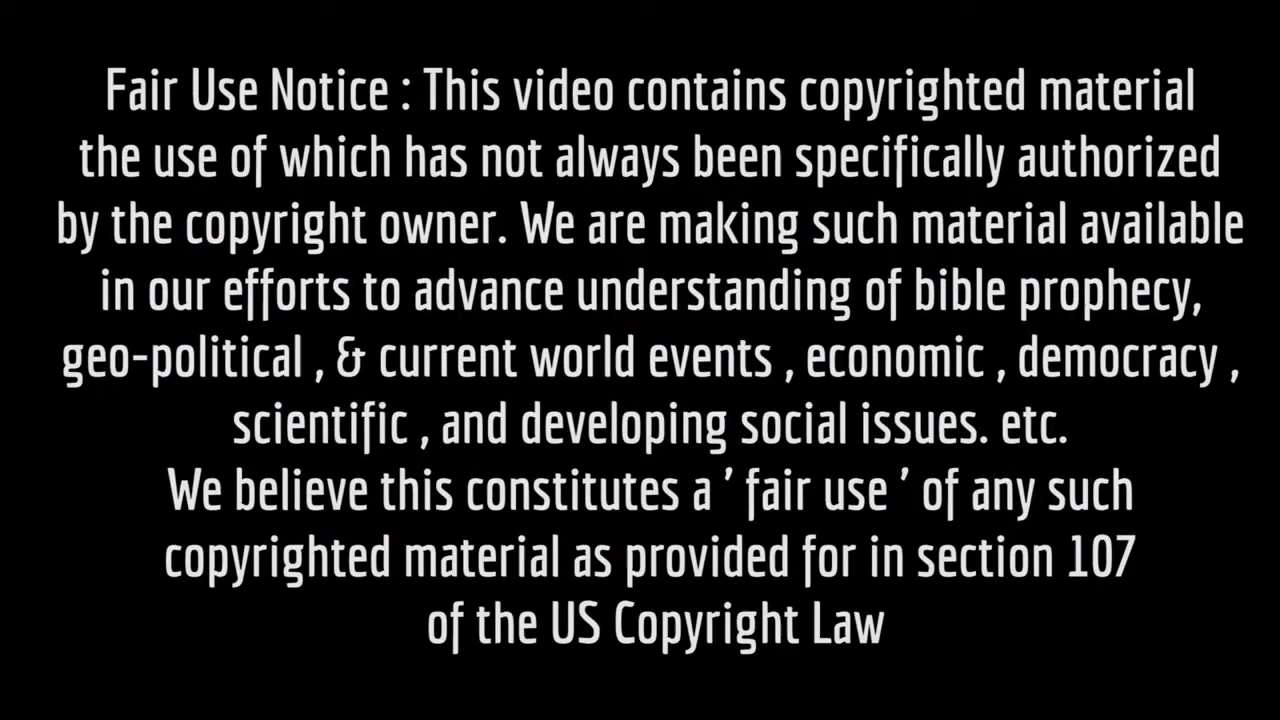 Fair Use Notice : This video contains copyrighted material
the use of which has not always been specifically authorized
by the copyright owner. We are making such material available
in our efforts to advance understanding of bible prophecy,
geo-political , & current world events , economic , democracy ,
scientific , and developing social issues. etc.
We believe this constitutes a ' fair use ' of any such
copyrighted material as provided for in section 107
of the US Copyright Law